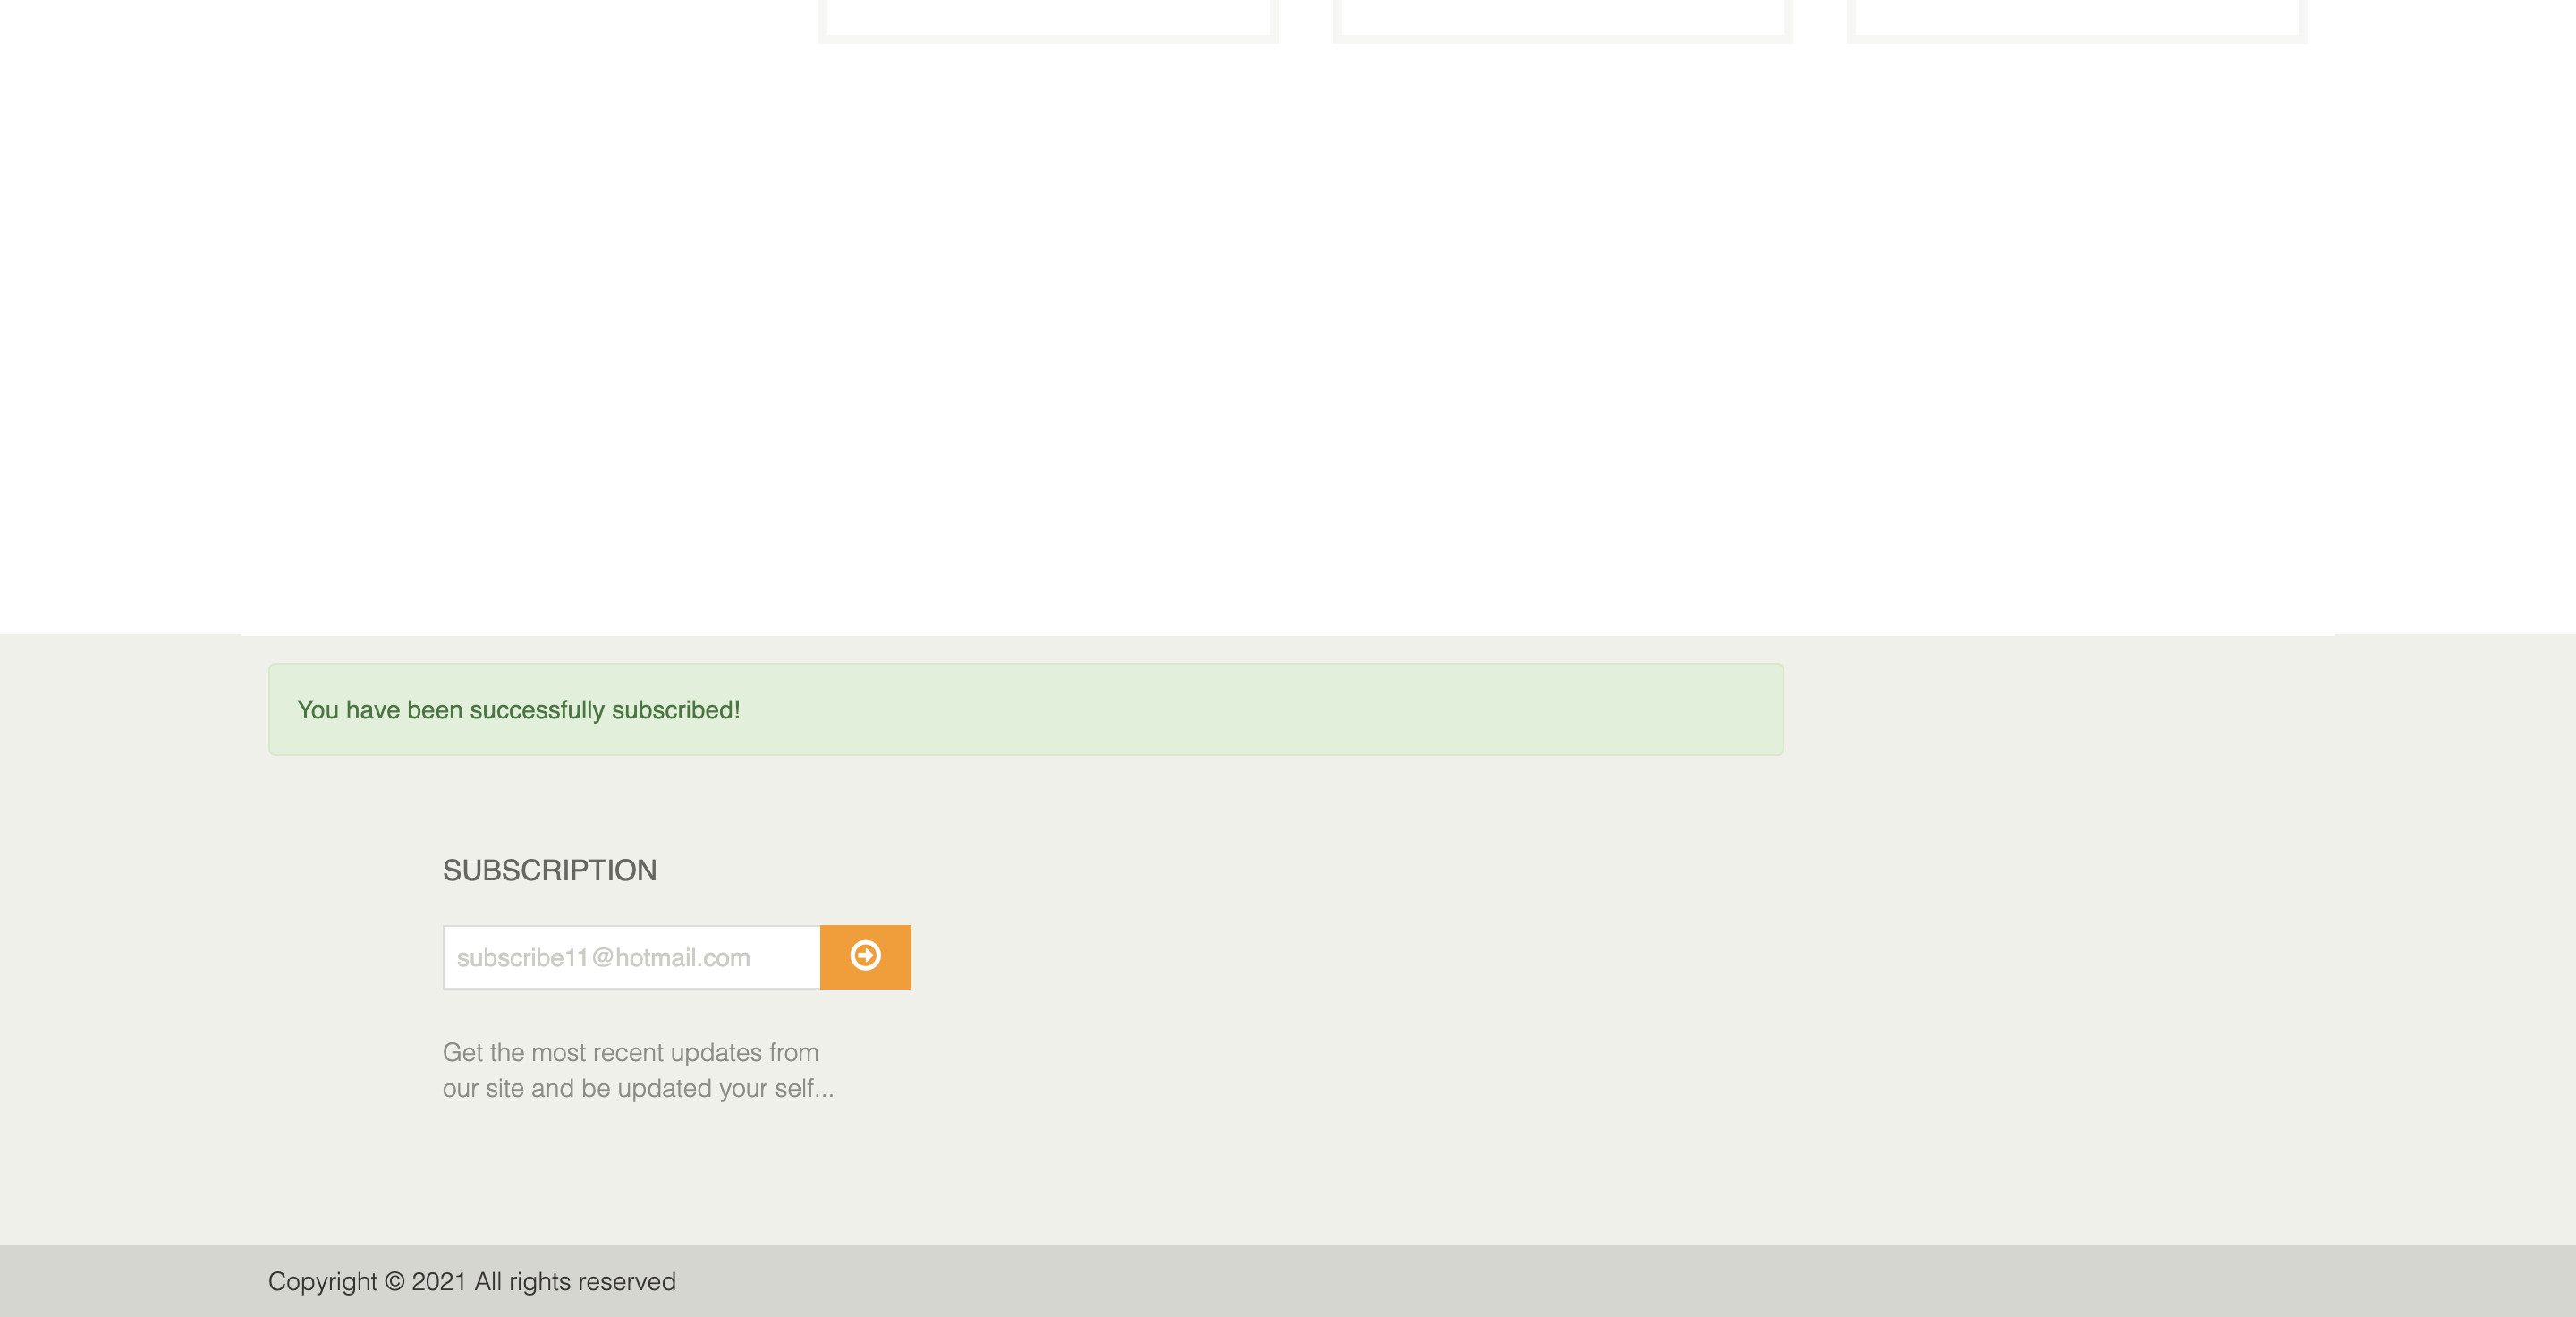 You have been successfully subscribed!
SUBSCRIPTION
subscribe11@hotmail.com
Get the most recent updates from
our site and be updated your self...
Copyright © 2021 All rights reserved